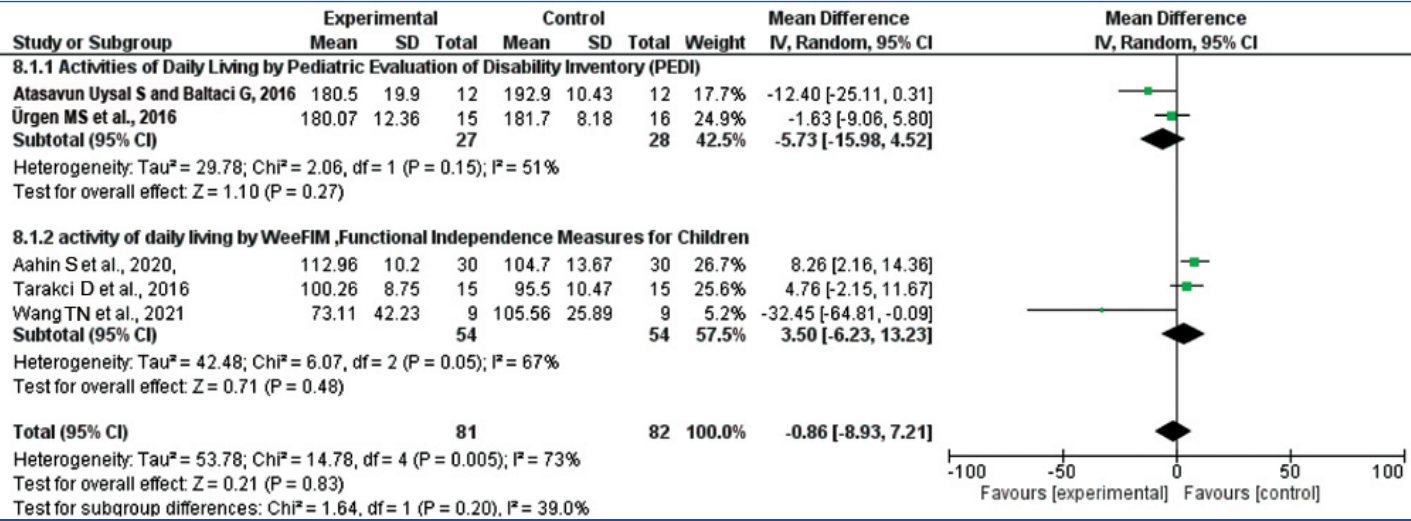 Experimental Control Mean Difference Mean Difference
Study or Subgroup Mean SD Total Mean SD Total Weight IV, Random, 95% CI IV, Random, 95% CI
8.1.1 Activities of Daily Living by Pediatric Evaluation of Disability Inventory (PEDI)
Atasavun Uysal S and Baltaci G, 2016 180.5 19.9 12 192.9 10.43 12 17.7% -12.40 [-25.11, 0.31]
Ürgen MS et al., 2016 180.07 12.36 15 181.7 8.18 16 24.9% -1.63 [-9.06, 5.80]
Subtotal (95% CI) 27 28 42.5% -5.73 [-15.98, 4.52]
Heterogeneity: Tau² = 29.78; Chi² = 2.06, df = 1 (P = 0.15); I² = 51%
Test for overall effect: Z = 1.10 (P = 0.27)
8.1.2 activity of daily living by WeeFIM ,Functional Independence Measures for Children
Aahin S et al., 2020, 112.96 10.2 30 104.7 13.67 30 26.7% 8.26 [2.16, 14.36]
Tarakci D et al., 2016 100.26 8.75 15 95.5 10.47 15 25.6% 4.76 [-2.15, 11.67]
Wang TN et al., 2021 73.11 42.23 9 105.56 25.89 9 5.2% -32.45 [-64.81, -0.09]
Subtotal (95% CI) 54 54 57.5% 3.50 [-6.23, 13.23]
Heterogeneity: Tau² = 42.48; Chi² = 6.07, df = 2 (P = 0.05); I² = 67%
Test for overall effect: Z = 0.71 (P = 0.48)
Total (95% CI) 81 82 100.0% -0.86 [-8.93, 7.21]
Heterogeneity: Tau² = 53.78; Chi² = 14.78, df = 4 (P = 0.005); I² = 73%
Test for overall effect: Z = 0.21 (P = 0.83)
Test for subgroup differences: Chi² = 1.64, df = 1 (P = 0.20), I² = 39.0%
-100 -50 0 50 100
Favours [experimental] Favours [control]